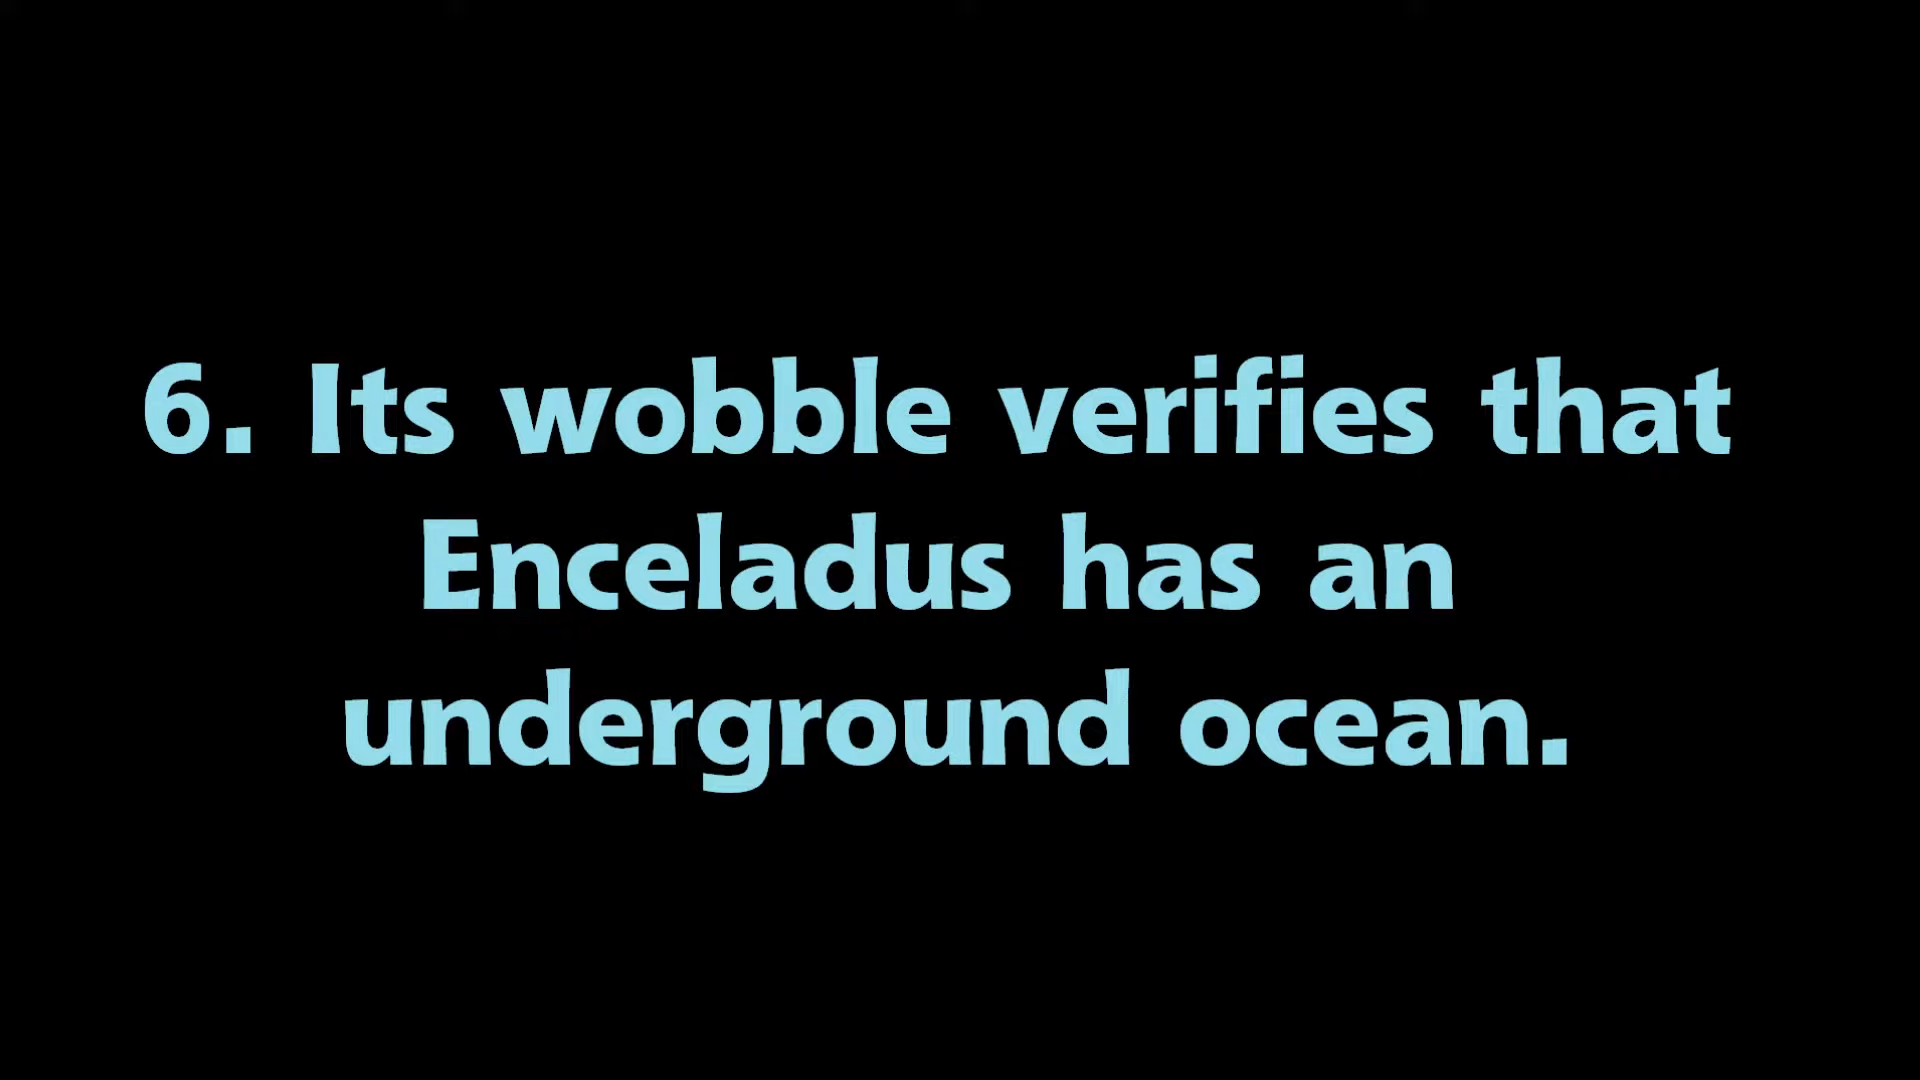 6. Its wobble verifies that
Enceladus has an
underground ocean.